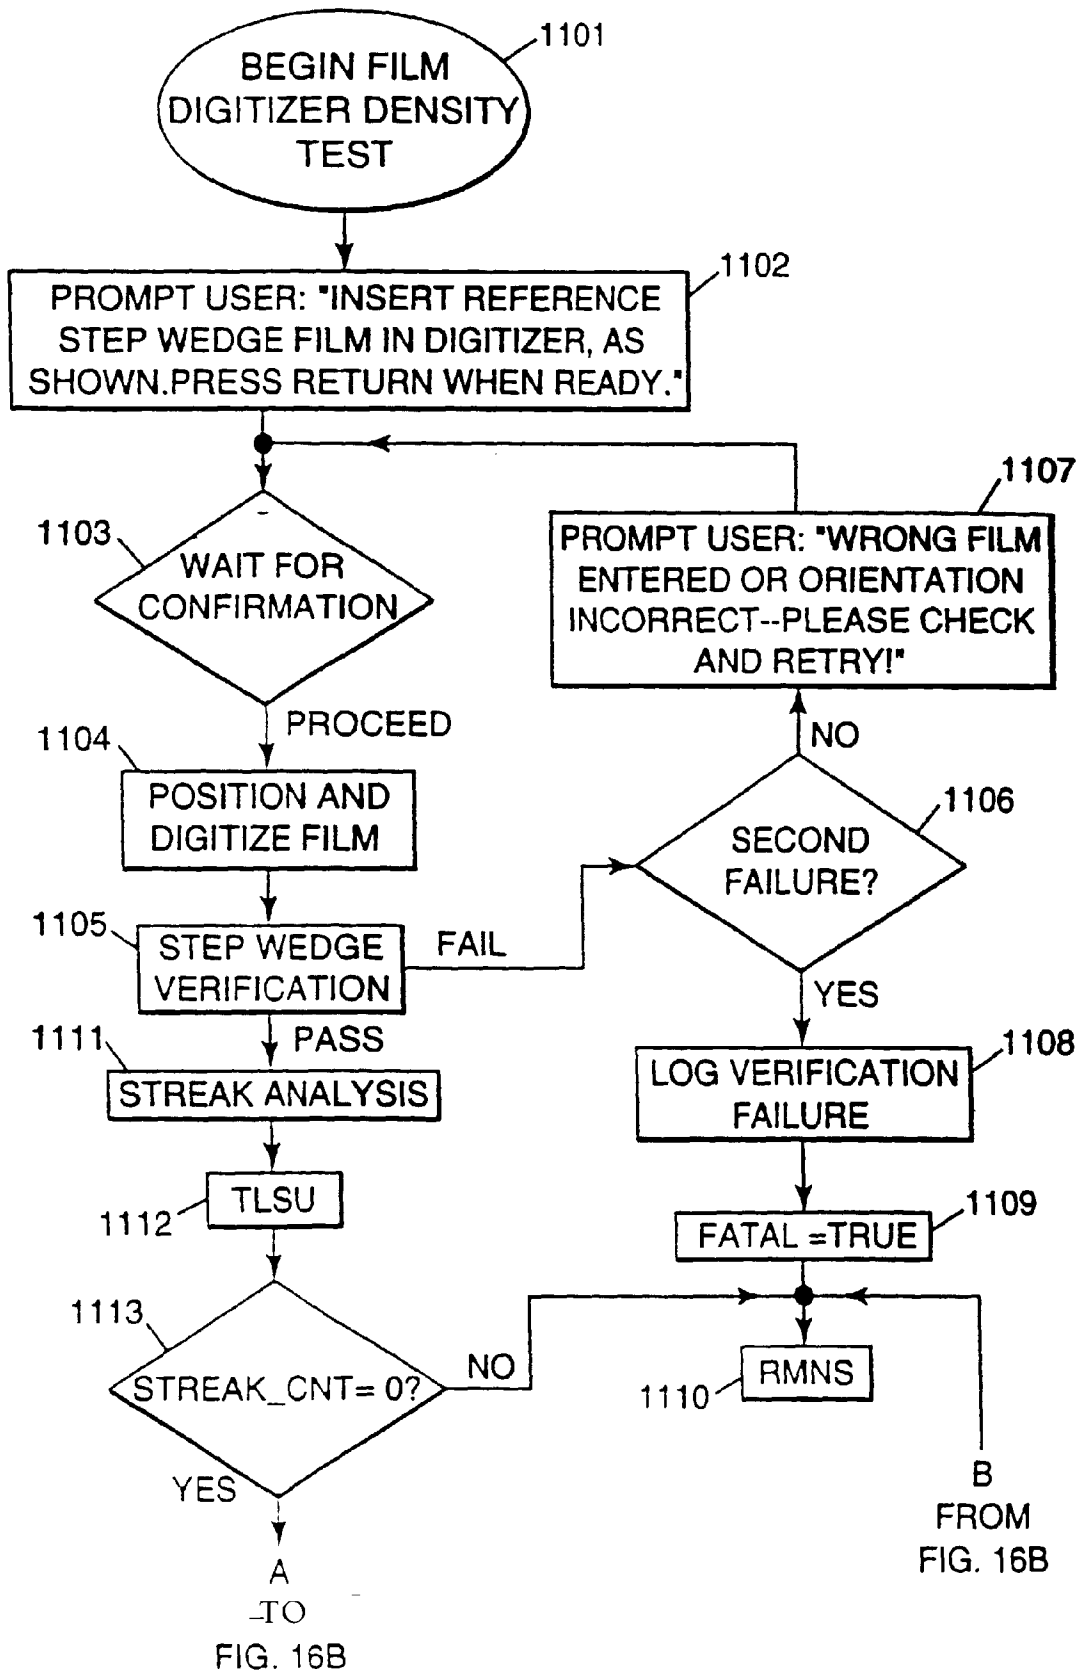 1101
BEGIN FILM
DIGITIZER DENSITY
TEST
1102
PROMPT USER: "INSERT REFERENCE
STEP WEDGE FILM IN DIGITIZER, AS
SHOWN.PRESS RETURN WHEN READY."
1103
WAIT FOR
CONFIRMATION
1107
PROMPT USER: "WRONG FILM
ENTERED OR ORIENTATION
INCORRECT--PLEASE CHECK
AND RETRY!"
PROCEED
NO
1104
POSITION AND
DIGITIZE FILM
1106
SECOND
FAILURE?
1105
STEP WEDGE
VERIFICATION
FAIL
YES
PASS
1111
STREAK ANALYSIS
1108
LOG VERIFICATION
FAILURE
TLSU
1112
1109
FATAL =TRUE
1113
STREAK_CNT= 0?
NO
RMNS
1110
YES
A
TO
FIG. 16B
B
FROM
FIG. 16B